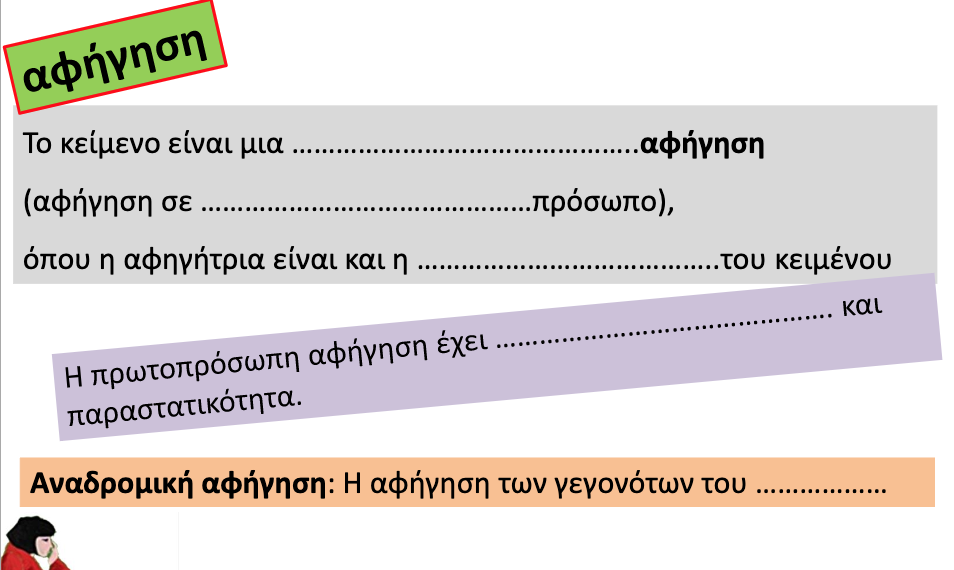 αφήγηση
Το κείμενο είναι μια ………………………………………..αφήγηση
(αφήγηση σε ………………………………………πρόσωπο),
όπου η αφηγήτρια είναι και η …………………………………..του κειμένου
Η πρωτοπρόσωπη αφήγηση έχει ………………………………………. και
παραστατικότητα.
Αναδρομική αφήγηση: Η αφήγηση των γεγονότων του ………………